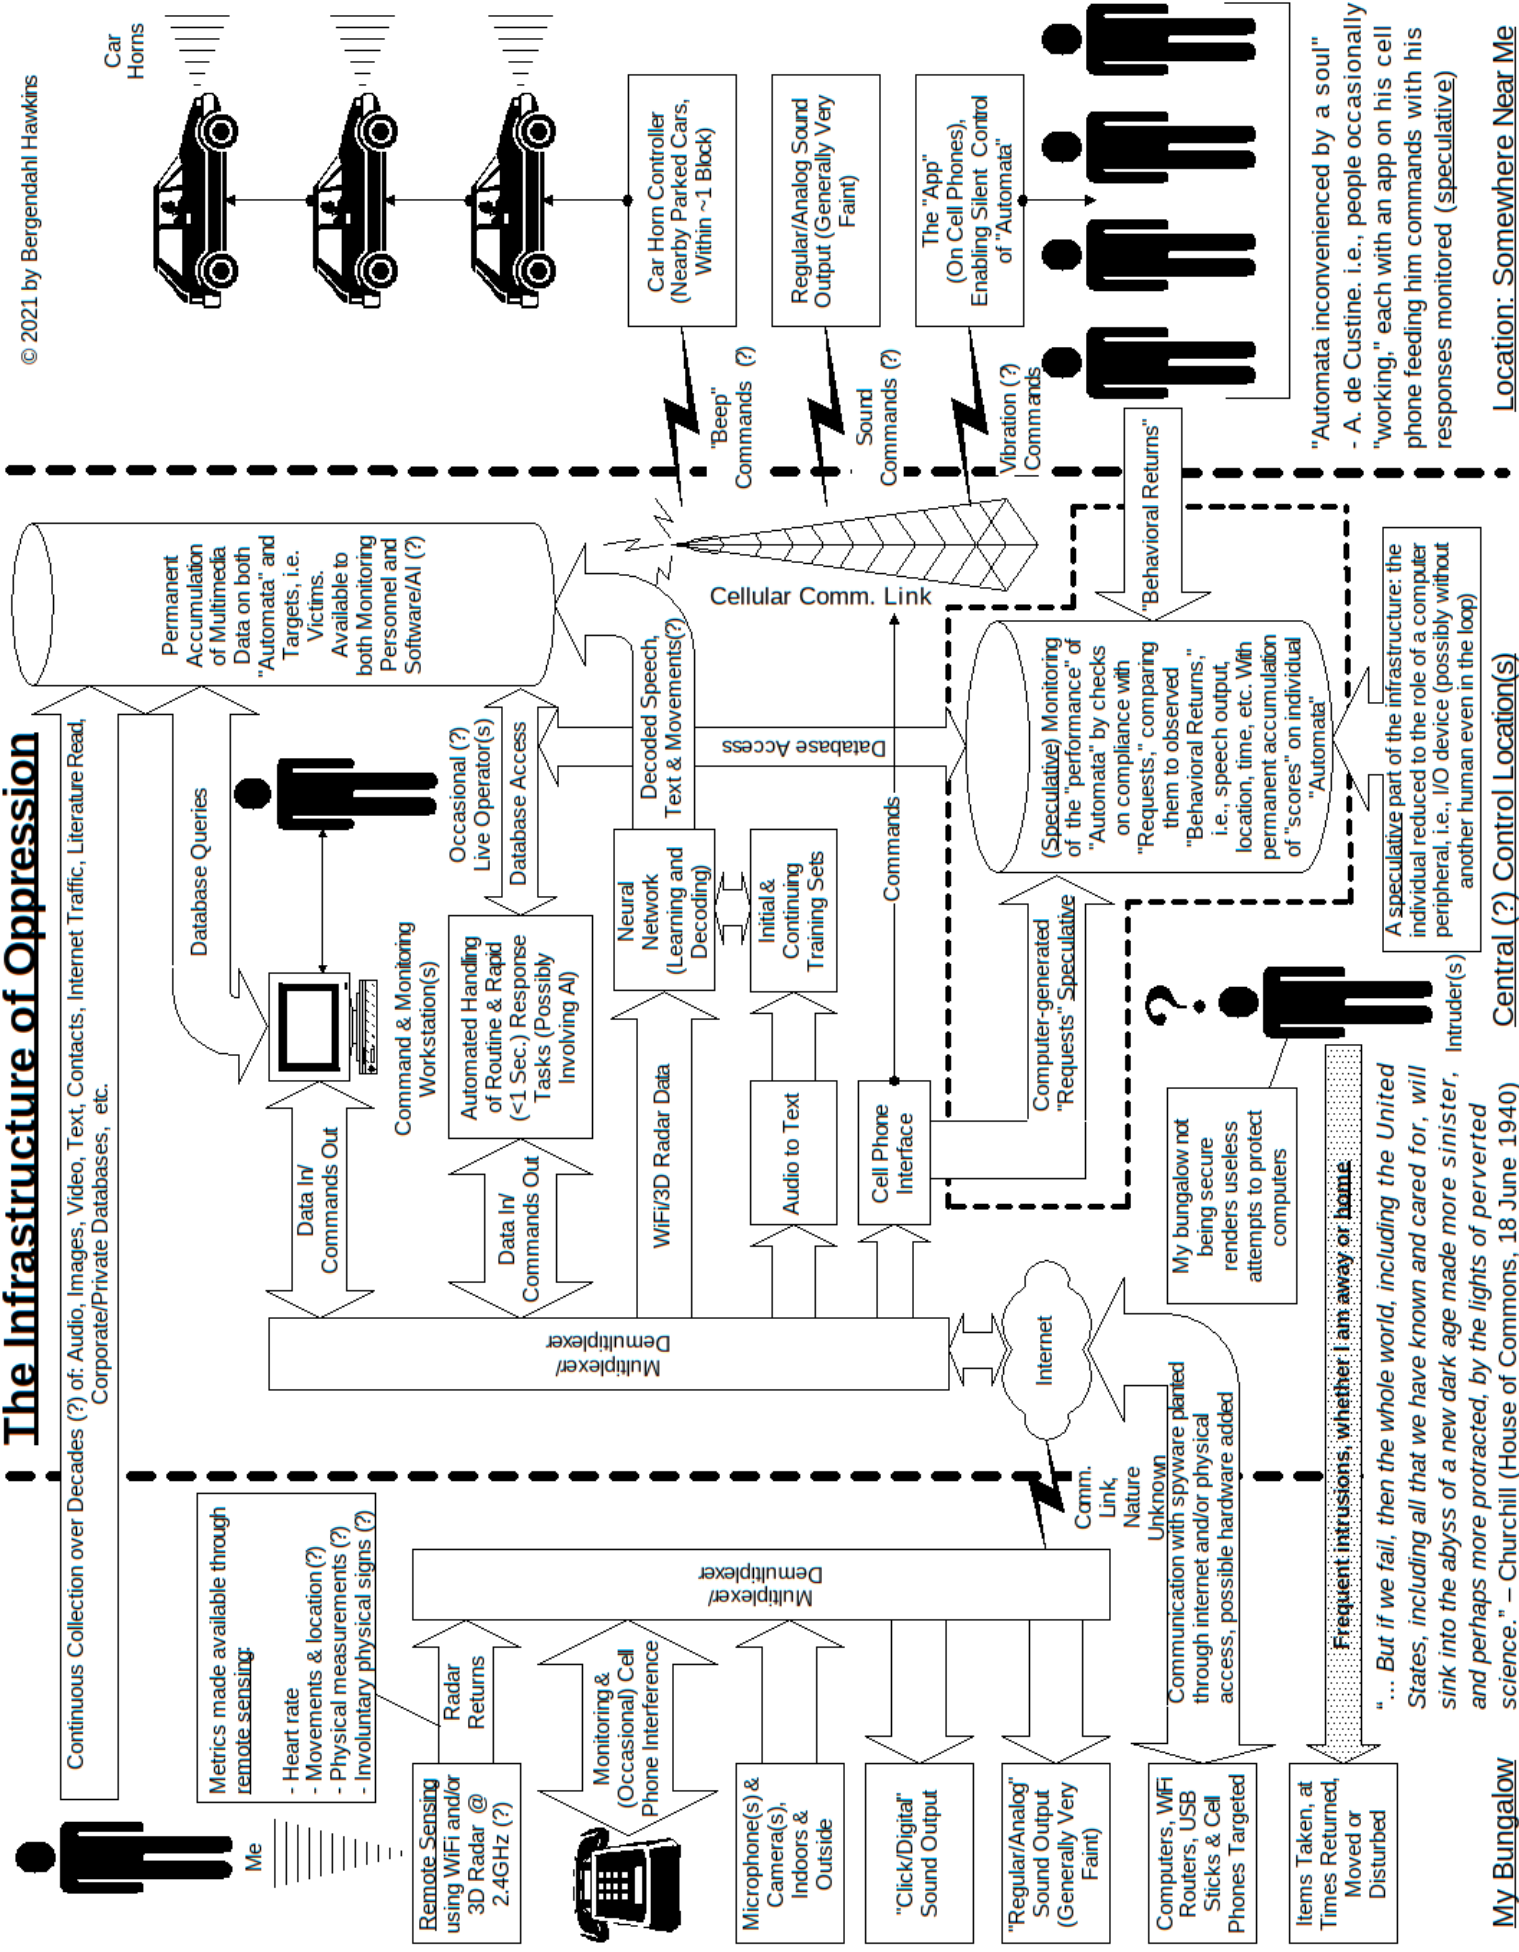 The Infrastructure of Oppression
© 2021 by Bergendahl Hawkins
Continuous Collection over Decades (?) of: Audio, Images, Video, Text, Contacts, Internet Traffic, Literature Read,
Corporate/Private Databases, etc.
Permanent
Accumulation
of Multimedia
Data on both
"Automata" and
Targets, i.e.
Victims.
Available to
both Monitoring
Personnel and
Software/AI (?)
Car
Horns
Me
Metrics made available through
remote sensing:
- Heart rate
- Movements & location(?)
- Physical measurements (?)
- Involuntary physical signs (?)
Remote Sensing
using WiFi and/or
3D Radar @
2.4GHz (?)
Radar
Returns
Monitoring &
(Occasional) Cell
Phone Interference
Microphone(s) &
Camera(s),
Indoors &
Outside
"Click/Digital"
Sound Output
"Regular/Analog"
Sound Output
(Generally Very
Faint)
Computers, WiFi
Routers, USB
Sticks & Cell
Phones Targeted
Items Taken, at
Times Returned,
Moved or
Disturbed
Multiplexer/
Demultiplexer
Comm.
Link,
Nature
Unknown
Communication with spyware planted
through internet and/or physical
access, possible hardware added
Frequent intrusions, whether I am away or home
Internet
Multiplexer/
Demultiplexer
Data In/
Commands Out
Data In/
Commands Out
WiFi/3D Radar Data
Audio to Text
Cell Phone
Interface
Database Queries
Command & Monitoring
Workstation(s)
Occasional (?)
Live Operator(s)
Automated Handling
of Routine & Rapid
(<1 Sec.) Response
Tasks (Possibly
Involving AI)
Database Access
Neural
Network
(Learning and
Decoding)
Initial&
Continuing
Training Sets
Decoded Speech,
Text & Movements(?)
Database Access
Commands
Cellular Comm. Link
Computer-generated
"Requests" Speculative
(Speculative) Monitoring
of the "performance" of
"Automata" by checks
on compliance with
"Requests," comparing
them to observed
"Behavioral Returns,"
i.e., speech output,
location, time, etc. With
permanent accumulation
of "scores" on individual
"Automata"
"Behavioral Returns"
A speculative part of the infrastructure: the
individual reduced to the role of a computer
peripheral, i.e., I/O device (possibly without
another human even in the loop)
My bungalow not
being secure
renders useless
attempts to protect
computers
?
Intruder(s)
"Beep"
Commands (?)
Sound
Commands (?)
Vibration (?)
Commands
Car Horn Controller
(Nearby Parked Cars,
Within ~1 Block)
Regular/Analog Sound
Output (Generally Very
Faint)
The "App"
(On Cell Phones),
Enabling Silent Control
of "Automata"
"Automata inconvenienced by a soul"
- A. de Custine. i.e., people occasionally
"working," each with an app on his cell
phone feeding him commands with his
responses monitored (speculative)
“… But if we fail, then the whole world, including the United
States, including all that we have known and cared for, will
sink into the abyss of a new dark age made more sinister,
and perhaps more protracted, by the lights of perverted
science.” – Churchill (House of Commons, 18 June 1940)
My Bungalow
Central (?) Control Location(s)
Location: Somewhere Near Me